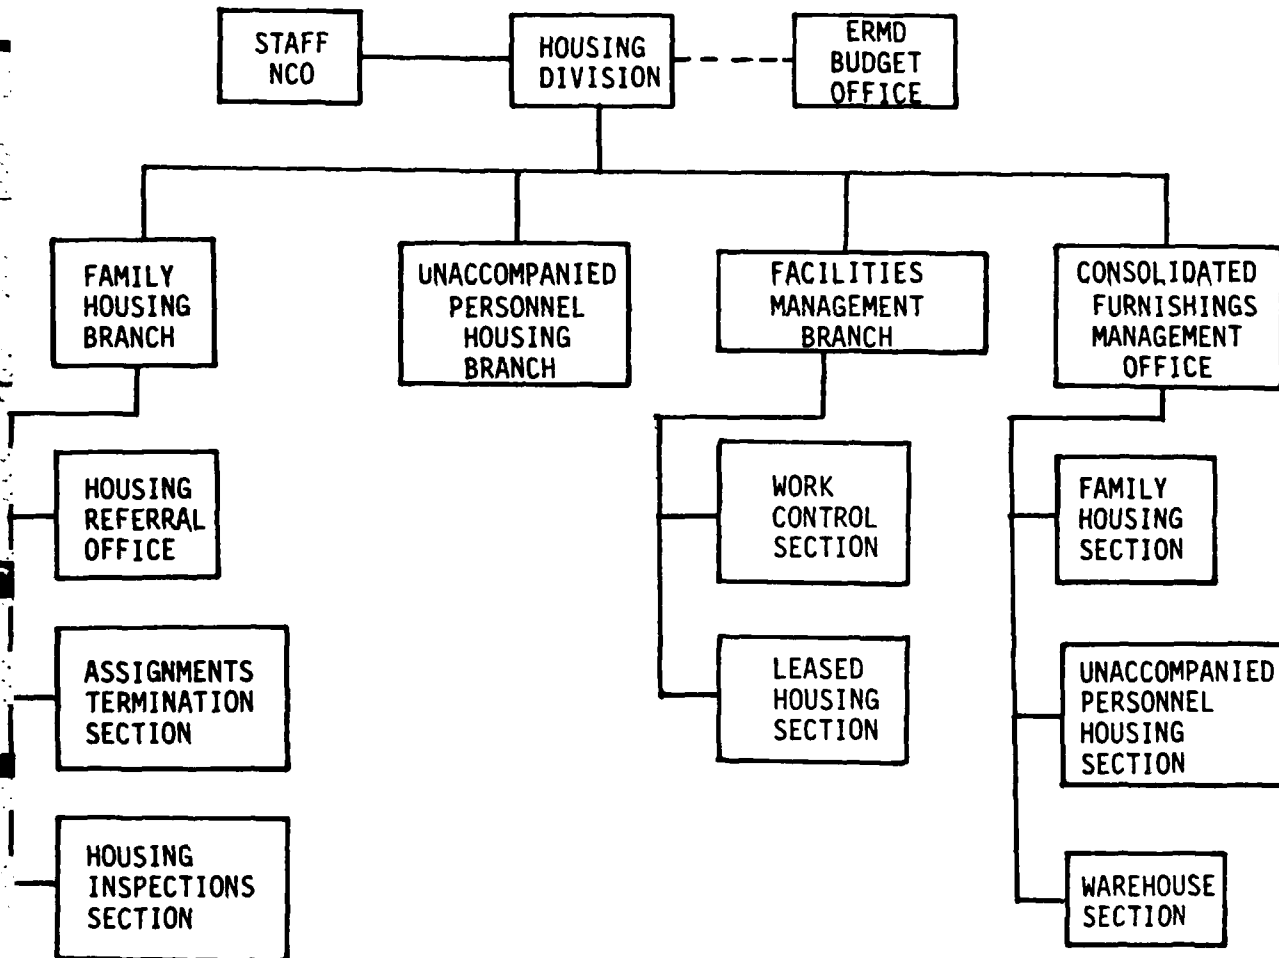 STAFF
NCO
HOUSING
DIVISION
ERMD
BUDGET
OFFICE
FAMILY
HOUSING
BRANCH
UNACCOMPANIED
PERSONNEL
HOUSING
BRANCH
FACILITIES
MANAGEMENT
BRANCH
CONSOLIDATED
FURNISHINGS
MANAGEMENT
OFFICE
HOUSING
REFERRAL
OFFICE
ASSIGNMENTS
TERMINATION
SECTION
HOUSING
INSPECTIONS
SECTION
WORK
CONTROL
SECTION
LEASED
HOUSING
SECTION
FAMILY
HOUSING
SECTION
UNACCOMPANIED
PERSONNEL
HOUSING
SECTION
WAREHOUSE
SECTION